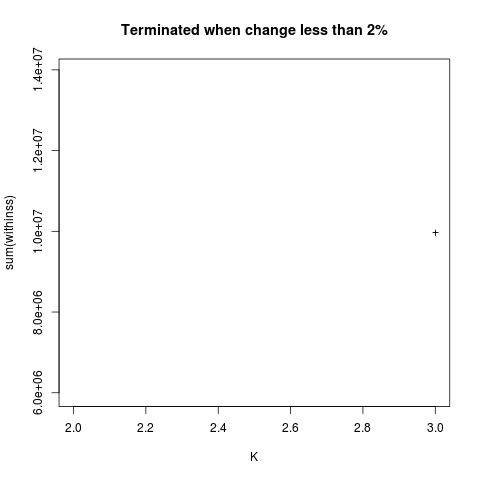 Terminated when change less than 2%
sum(withinss)
1.4e+07
1.2e+07
1.0e+07
8.0e+06
6.0e+06
2.0 2.2 2.4 2.6 2.8 3.0
K